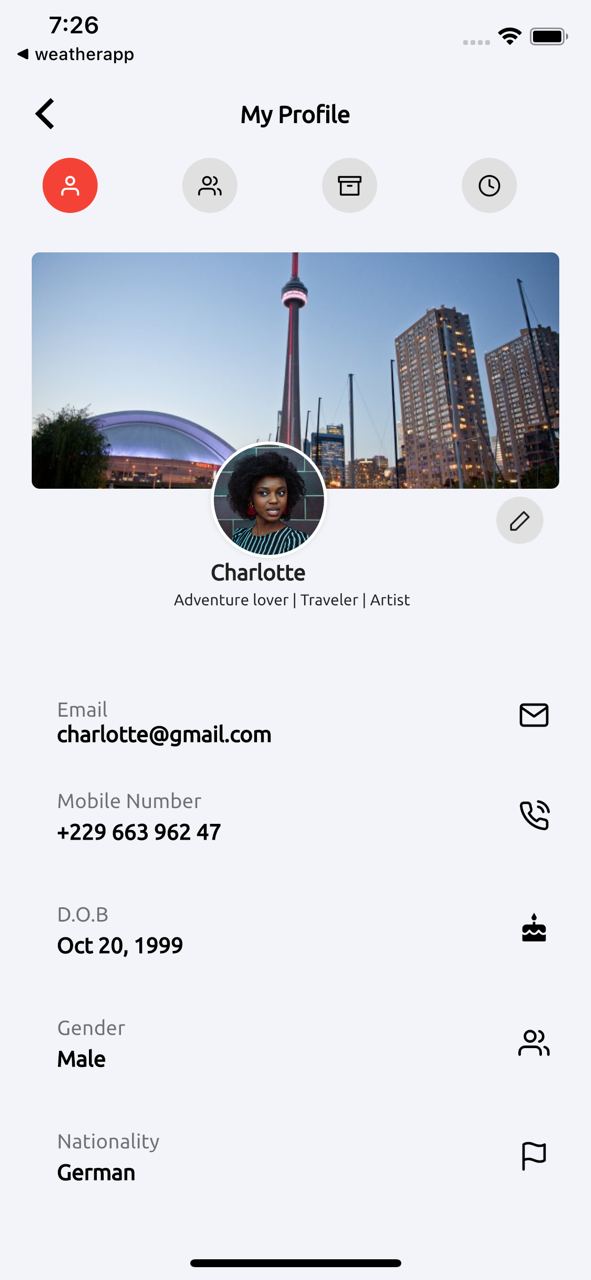 7:26
◀ weatherapp
My Profile
Charlotte
Adventure lover | Traveler | Artist
Email
charlotte@gmail.com
Mobile Number
+229 663 962 47
D.O.B
Oct 20, 1999
Gender
Male
Nationality
German